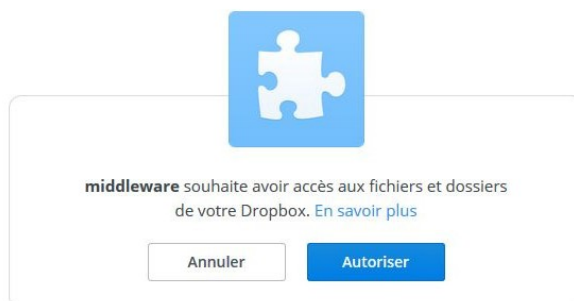 middleware souhaite avoir accès aux fichiers et dossiers
de votre Dropbox. En savoir plus
Annuler Autoriser